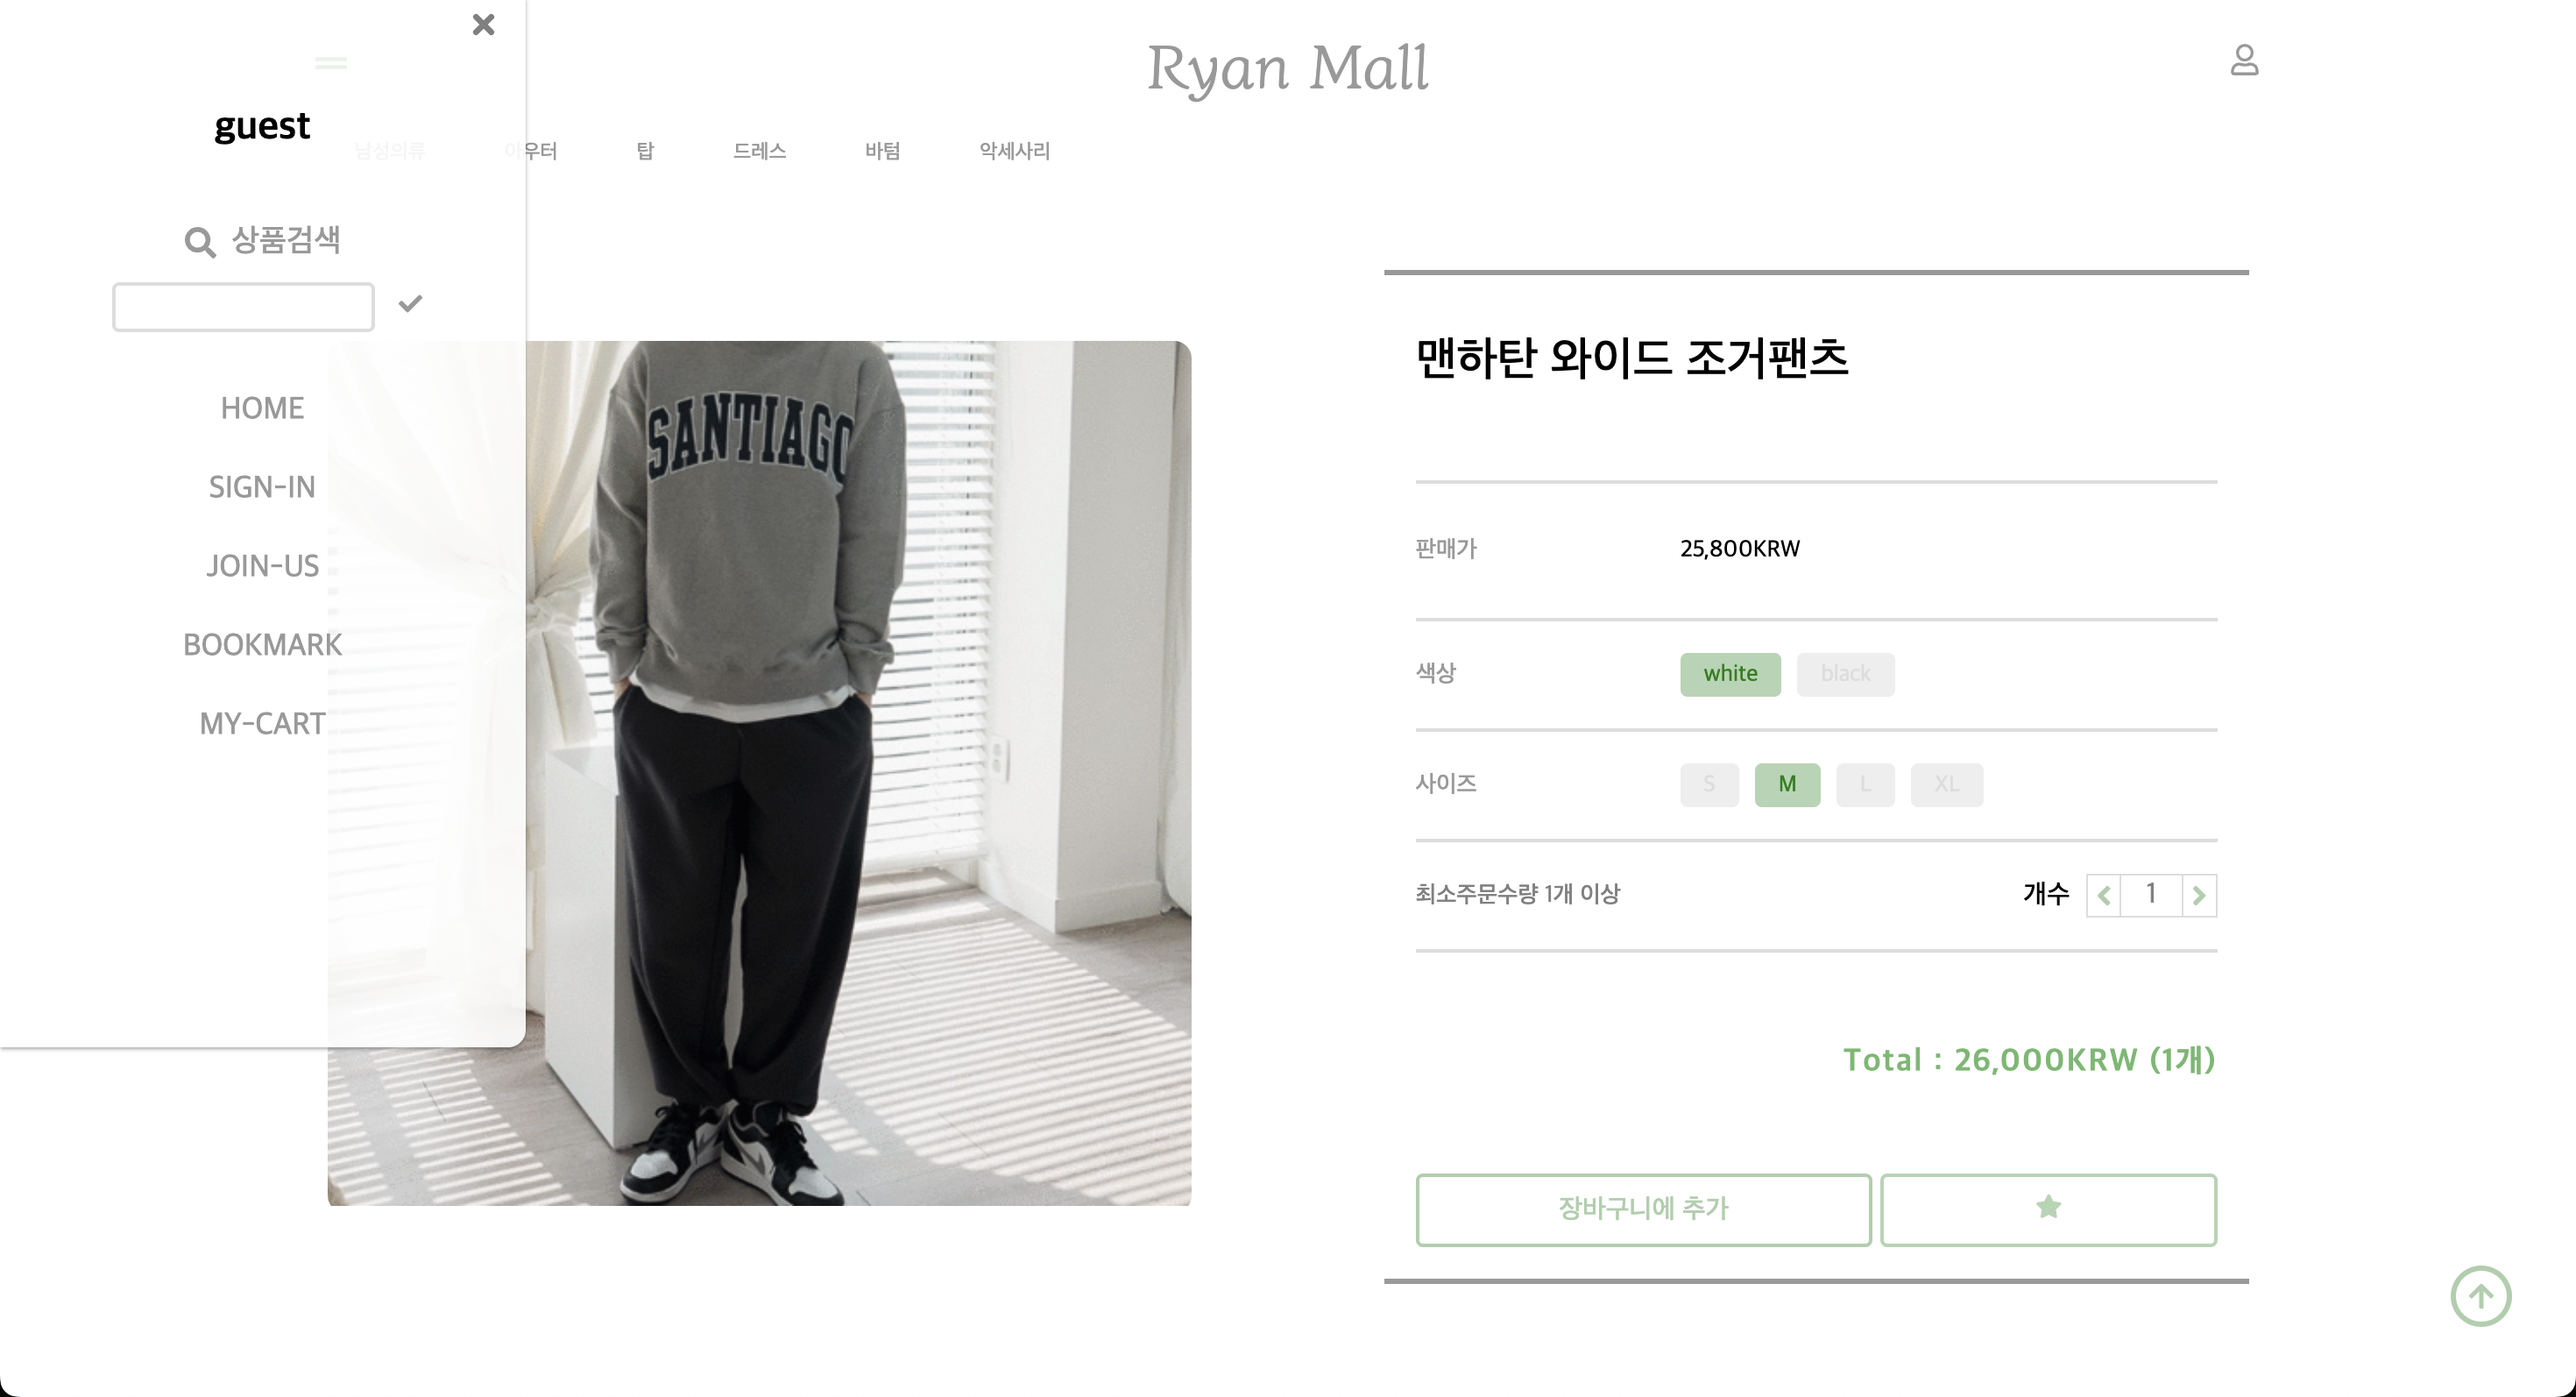 Ryan Mall
guest
남성의류 아우터 탑 드레스 바텀 악세사리
상품검색
HOME
SIGN-IN
JOIN-US
BOOKMARK
MY-CART
SANTIAGO
맨하탄 와이드 조거팬츠
판매가 25,800KRW
색상 white black
사이즈 S M L XL
최소주문수량 1개 이상 개수 1
Total : 26,000KRW (1개)
장바구니에 추가